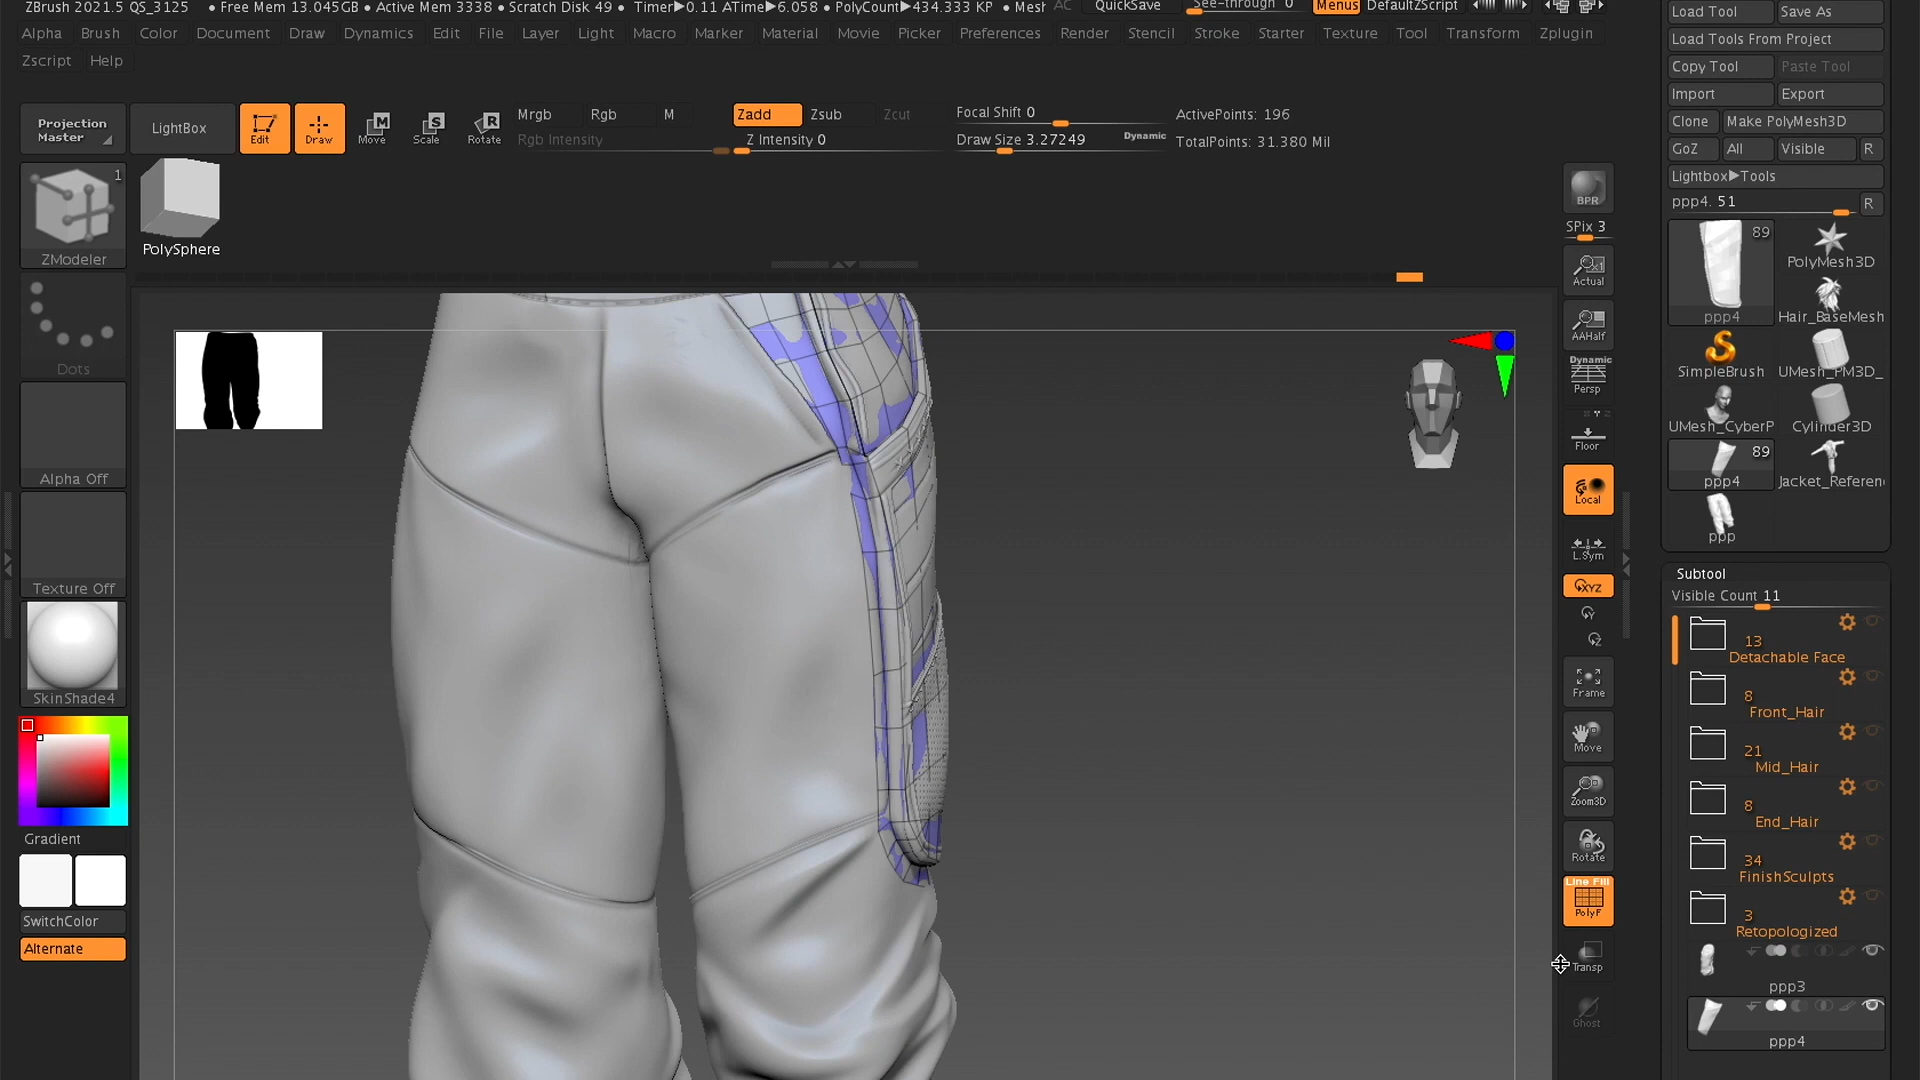 ZBrush 2021.5 QS_3125 • Free Mem 13.045GB • Active Mem 3338 • Scratch Disk 49 • Timer▶0.11 ATime▶6.058 • PolyCount▶434.333 KP • Mesh AC QuickSave See-through 0 Menus DefaultZScript
Alpha Brush Color Document Draw Dynamics Edit File Layer Light Macro Marker Material Movie Picker Preferences Render Stencil Stroke Starter Texture Tool Transform Zplugin
Zscript Help
Projection Master
LightBox
Edit
Draw
Move
Scale
Rotate
Mrgb Rgb M
Rgb Intensity
Zadd Zsub Zcut
Z Intensity 0
Focal Shift 0
Draw Size 3.27249 Dynamic
ActivePoints: 196
TotalPoints: 31.380 Mil
1
ZModeler
PolySphere
Dots
Alpha Off
Texture Off
SkinShade4
Gradient
SwitchColor
Alternate
BPR
SPix 3
Actual
AAHalf
Dynamic
Persp
Floor
Local
L.Sym
XYZ
Y
Z
Frame
Move
Zoom3D
Rotate
Line Fill
PolyF
Transp
Ghost
Load Tool Save As
Load Tools From Project
Copy Tool Paste Tool
Import Export
Clone Make PolyMesh3D
GoZ All Visible R
Lightbox▶Tools
ppp4. 51 R
89
ppp4
PolyMesh3D
Hair_BaseMesh
SimpleBrush
UMesh_PM3D_
UMesh_CyberP
Cylinder3D
89
ppp4
Jacket_Referen
ppp
Subtool
Visible Count 11
13
Detachable Face
8
Front_Hair
21
Mid_Hair
8
End_Hair
34
FinishSculpts
3
Retopologized
ppp3
ppp4